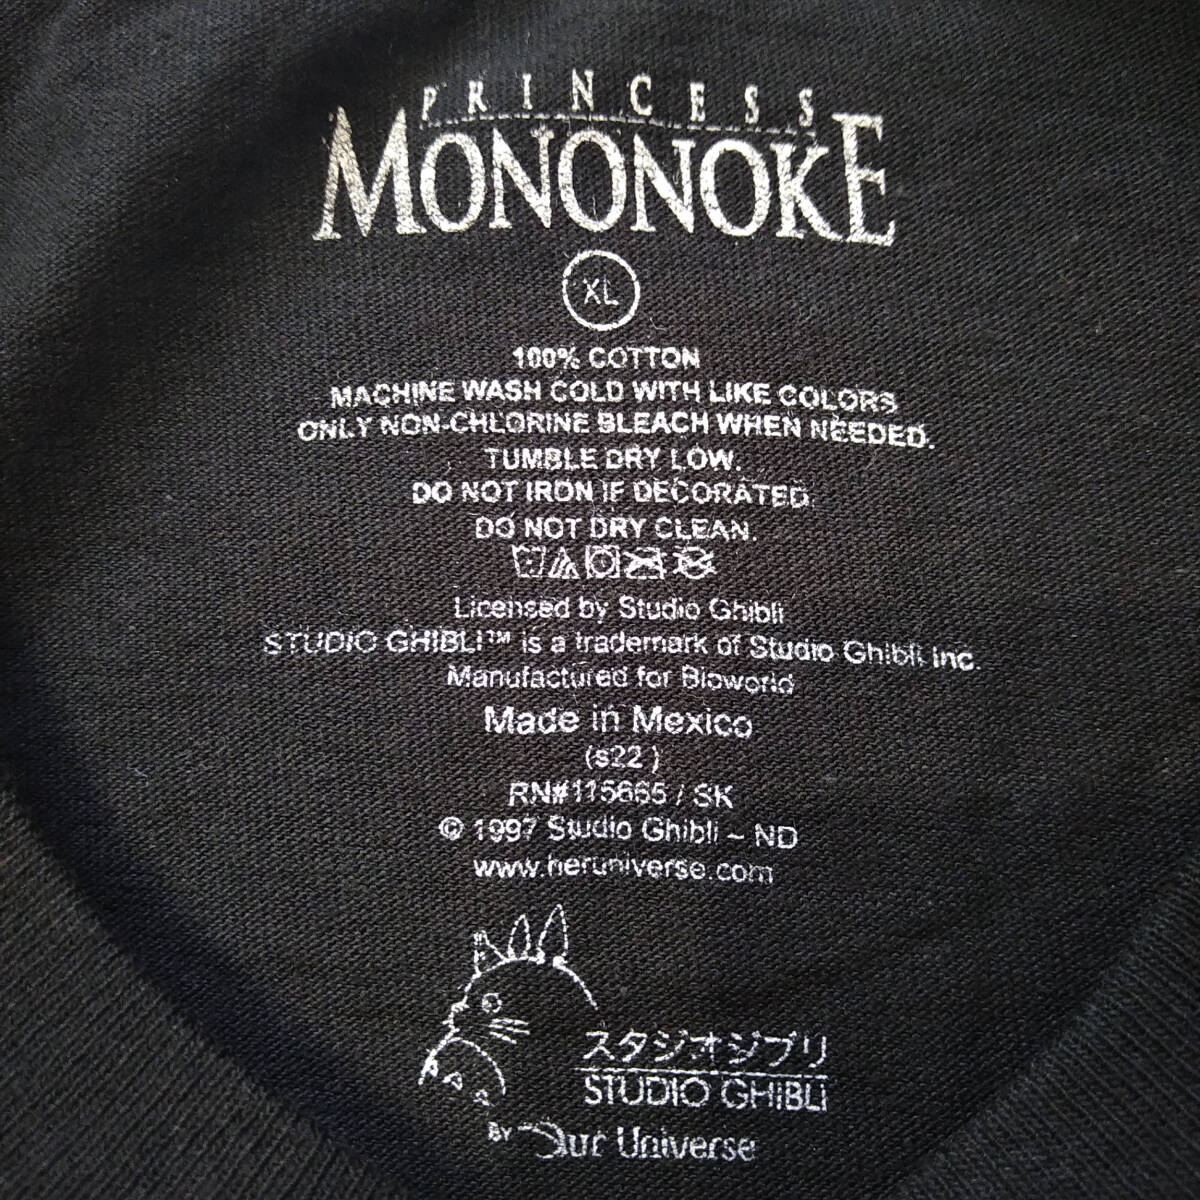 PRINCESS
MONONOKE
XL
100% COTTON
MACHINE WASH COLD WITH LIKE COLORS
ONLY NON-CHLORINE BLEACH WHEN NEEDED.
TUMBLE DRY LOW.
DO NOT IRON IF DECORATED.
DO NOT DRY CLEAN.
Licensed by Studio Ghibli
STUDIO GHIBLI™ is a trademark of Studio Ghibli Inc.
Manufactured for Bioworld
Made in Mexico
(s22 )
RN#115665 / SK
© 1997 Studio Ghibli – ND
www.heruniverse.com
スタジオジブリ
STUDIO GHIBLI
BY Our Universe